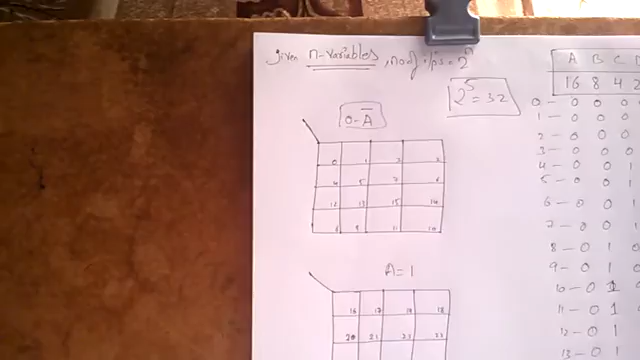 given n-variables, no of i/ps = 2^n
2^5 = 32
0 - A̅
0 1 3 2
4 5 7 6
12 13 15 14
8 9 11 10
A = 1
16 17 19 18
20 21 23 22
A B C D
16 8 4 2
0 - 0 0 0
1 - 0 0 0
2 - 0 0 0
3 - 0 0 0
4 - 0 0 1
5 - 0 0 1
6 - 0 0 1
7 - 0 0 1
8 - 0 1 0
9 - 0 1 0
10 - 0 1 0
11 - 0 1 0
12 - 0 1
13 - 0 1